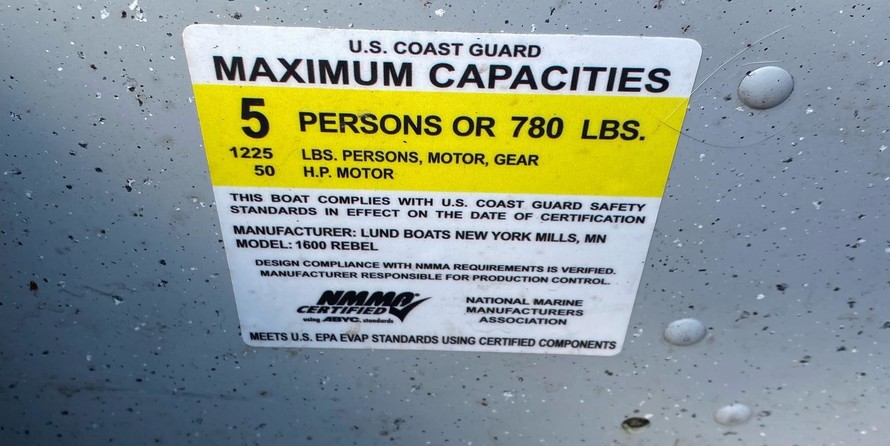 U.S. COAST GUARD
MAXIMUM CAPACITIES
5 PERSONS OR 780 LBS.
1225 LBS. PERSONS, MOTOR, GEAR
50 H.P. MOTOR
THIS BOAT COMPLIES WITH U.S. COAST GUARD SAFETY
STANDARDS IN EFFECT ON THE DATE OF CERTIFICATION
MANUFACTURER: LUND BOATS NEW YORK MILLS, MN
MODEL: 1600 REBEL
DESIGN COMPLIANCE WITH NMMA REQUIREMENTS IS VERIFIED.
MANUFACTURER RESPONSIBLE FOR PRODUCTION CONTROL.
NMMA
CERTIFIED
using ABYC. standards
NATIONAL MARINE
MANUFACTURERS
ASSOCIATION
MEETS U.S. EPA EVAP STANDARDS USING CERTIFIED COMPONENTS